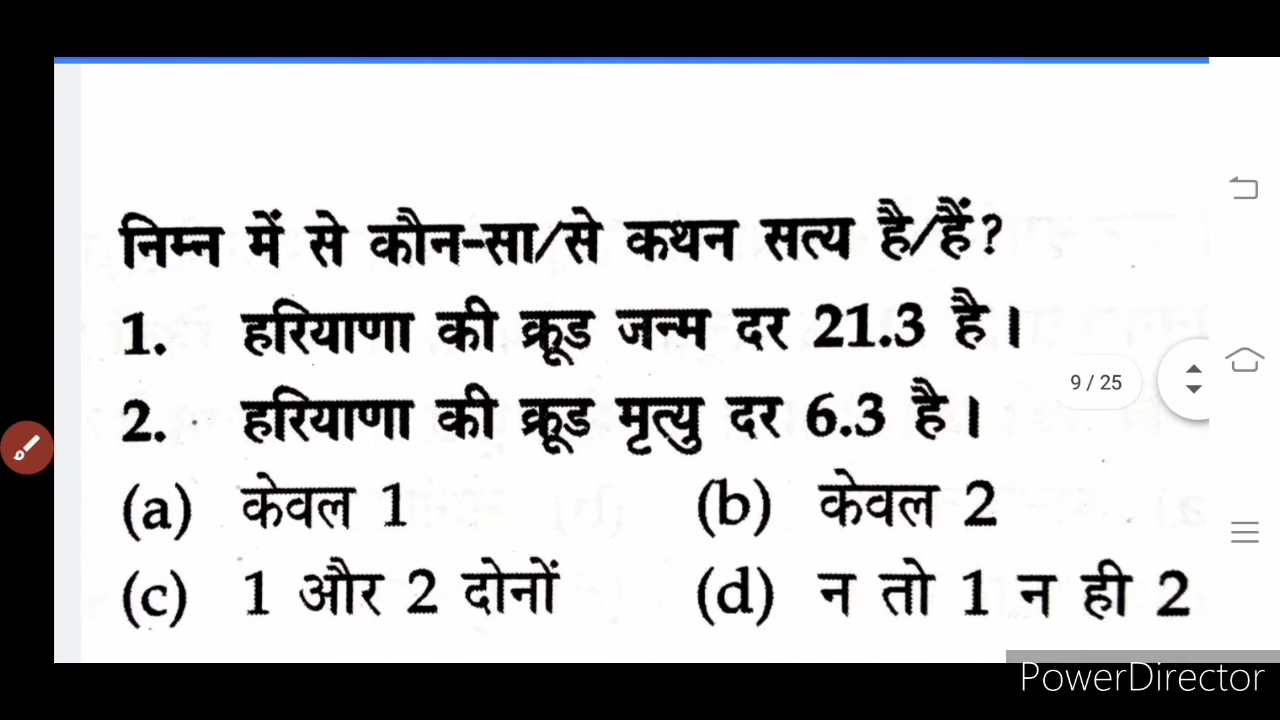 निम्न में से कौन-सा/से कथन सत्य है/हैं?
1. हरियाणा की क्रूड जन्म दर 21.3 है।
9 / 25
2. हरियाणा की क्रूड मृत्यु दर 6.3 है।
(a) केवल 1 (b) केवल 2
(c) 1 और 2 दोनों (d) न तो 1 न ही 2
PowerDirector